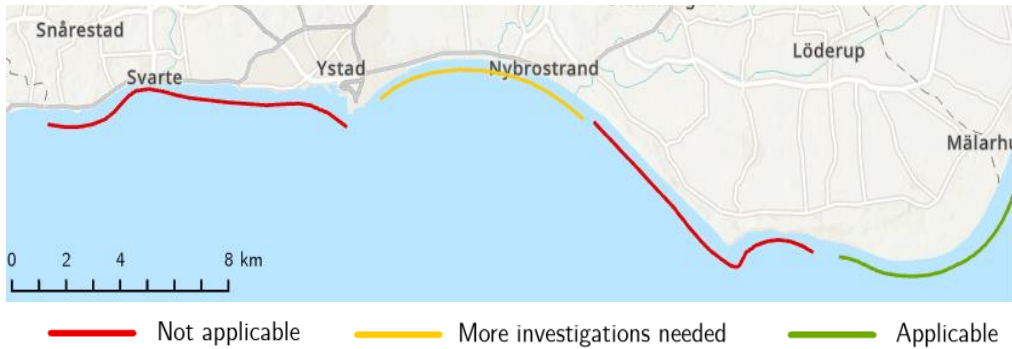 Snårestad
Svarte
Ystad
Nybrostrand
Löderup
Mälarhu
0 2 4 8 km
Not applicable More investigations needed Applicable